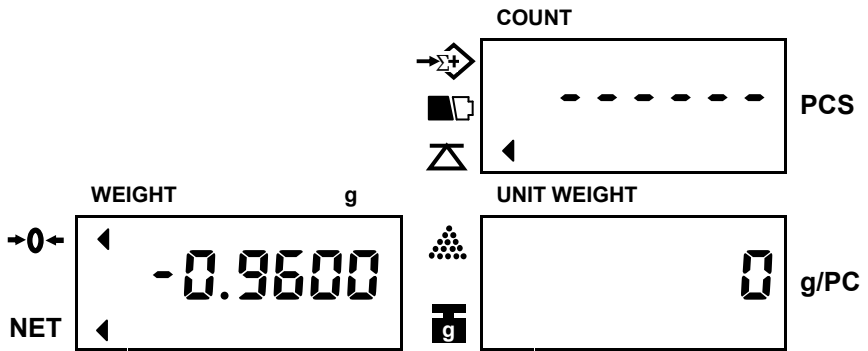 COUNT
Σ+
- - - - - - PCS
WEIGHT g UNIT WEIGHT
→0← -0.9600 0 g/PC
NET g